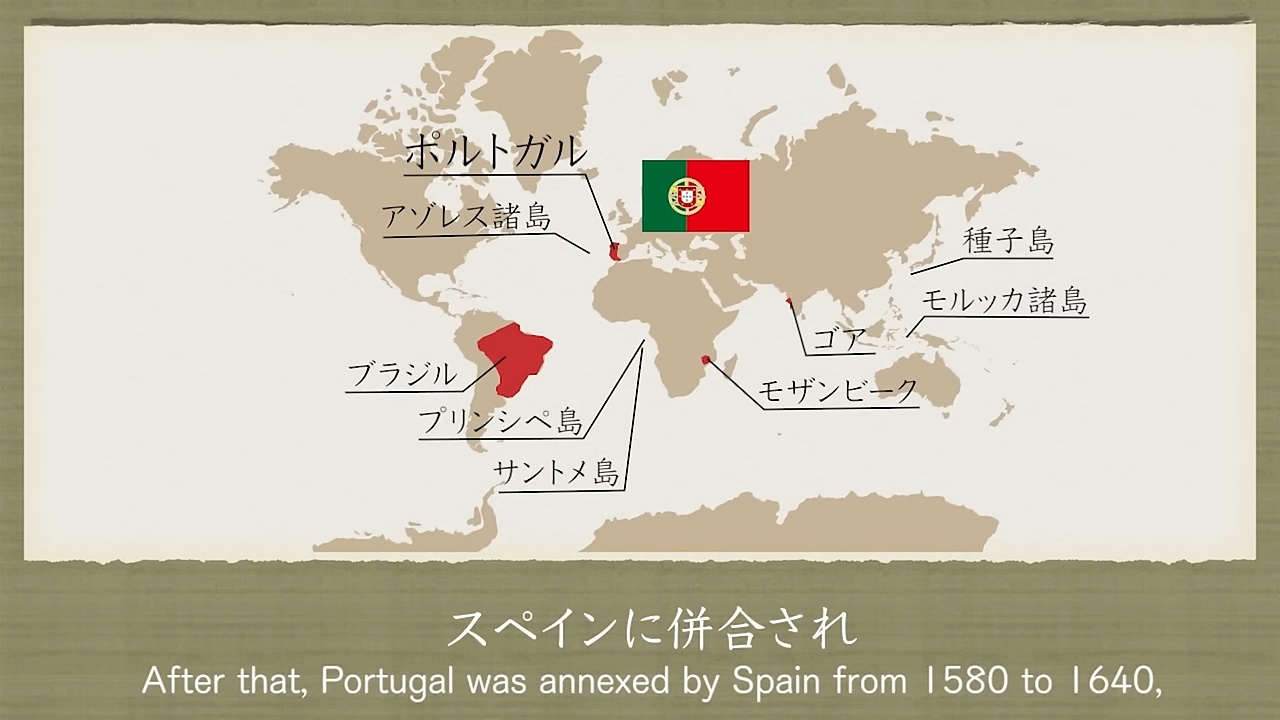 ポルトガル
アゾレス諸島
種子島
モルッカ諸島
ゴア
ブラジル
モザンビーク
プリンシペ島
サントメ島
スペインに併合され
After that, Portugal was annexed by Spain from 1580 to 1640,